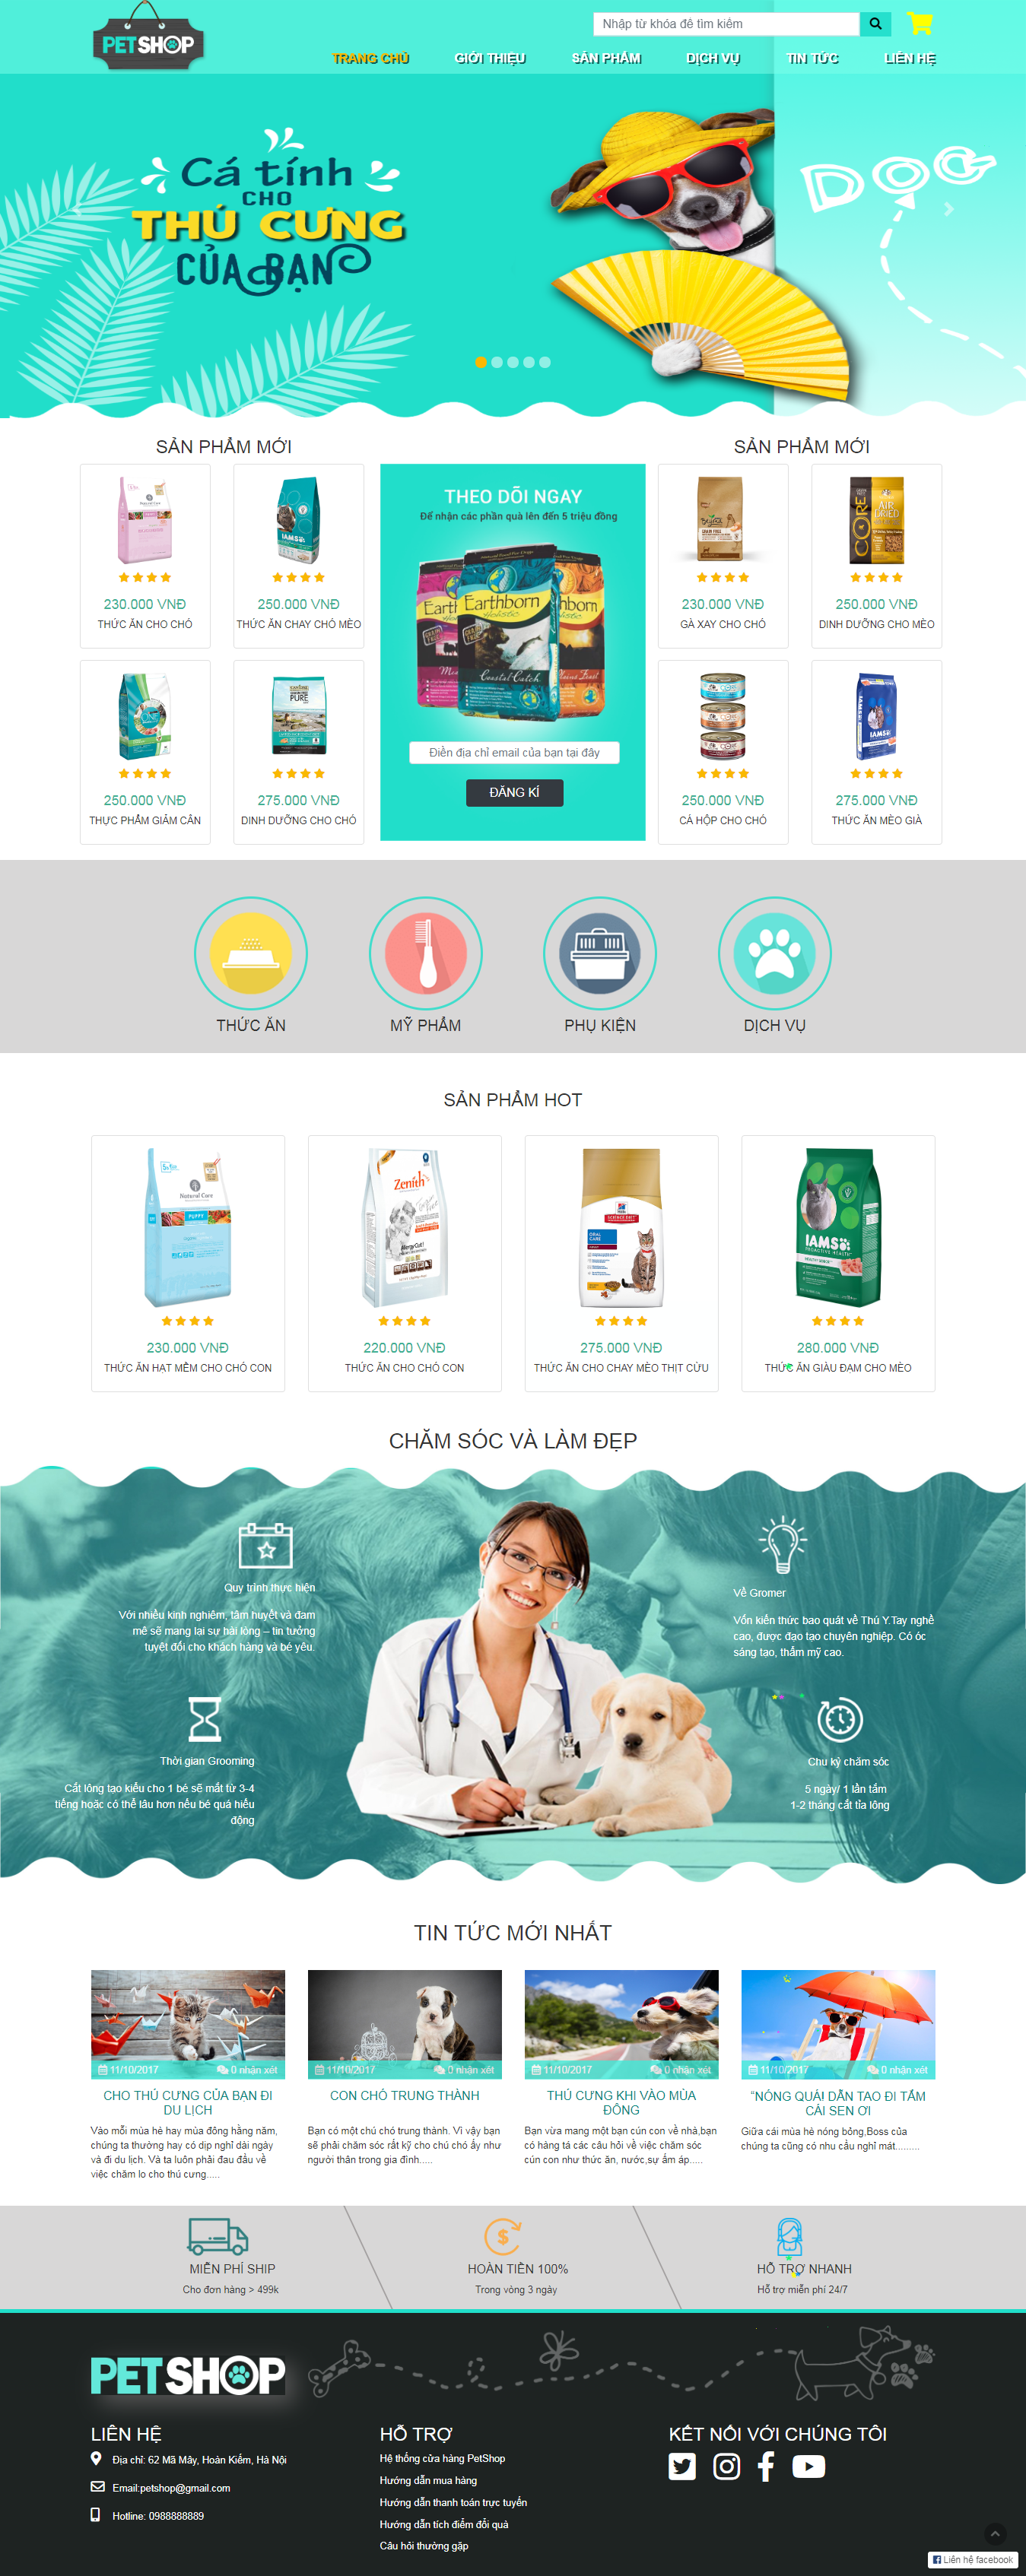 PETSHOP
Nhập từ khóa để tìm kiếm
TRANG CHỦ GIỚI THIỆU SẢN PHẨM DỊCH VỤ TIN TỨC LIÊN HỆ
Cá tính
CHO
THÚ CƯNG
CỦA BẠN
DOG
SẢN PHẨM MỚI
230.000 VNĐ
THỨC ĂN CHO CHÓ
250.000 VNĐ
THỨC ĂN CHAY CHÓ MÈO
250.000 VNĐ
THỰC PHẨM GIẢM CÂN
275.000 VNĐ
DINH DƯỠNG CHO CHÓ
THEO DÕI NGAY
Để nhận các phần quà lên đến 5 triệu đồng
Earthborn
Holistic
Coastal Catch
Điền địa chỉ email của bạn tại đây
ĐĂNG KÍ
SẢN PHẨM MỚI
230.000 VNĐ
GÀ XAY CHO CHÓ
250.000 VNĐ
DINH DƯỠNG CHO MÈO
250.000 VNĐ
CÁ HỘP CHO CHÓ
275.000 VNĐ
THỨC ĂN MÈO GIÀ
THỨC ĂN
MỸ PHẨM
PHỤ KIỆN
DỊCH VỤ
SẢN PHẨM HOT
Natural Core
PUPPY
230.000 VNĐ
THỨC ĂN HẠT MỀM CHO CHÓ CON
Zenith
220.000 VNĐ
THỨC ĂN CHO CHÓ CON
275.000 VNĐ
THỨC ĂN CHO CHAY MÈO THỊT CỪU
IAMS
280.000 VNĐ
THỨC ĂN GIÀU ĐẠM CHO MÈO
CHĂM SÓC VÀ LÀM ĐẸP
Quy trình thực hiện
Với nhiều kinh nghiệm, tâm huyết và đam
mê sẽ mang lại sự hài lòng – tin tưởng
tuyệt đối cho khách hàng và bé yêu.
Về Gromer
Vốn kiến thức bao quát về Thú Y.Tay nghề
cao, được đạo tạo chuyên nghiệp. Có óc
sáng tạo, thẩm mỹ cao.
Thời gian Grooming
Cắt lông tạo kiểu cho 1 bé sẽ mất từ 3-4
tiếng hoặc có thể lâu hơn nếu bé quá hiếu
động
Chu kỳ chăm sóc
5 ngày/ 1 lần tắm
1-2 tháng cắt tỉa lông
TIN TỨC MỚI NHẤT
11/10/2017 0 nhận xét
CHO THÚ CƯNG CỦA BẠN ĐI
DU LỊCH
Vào mỗi mùa hè hay mùa đông hằng năm,
chúng ta thường hay có dịp nghỉ dài ngày
và đi du lịch. Và ta luôn phải đau đầu về
việc chăm lo cho thú cưng.....
11/10/2017 0 nhận xét
CON CHÓ TRUNG THÀNH
Bạn có một chú chó trung thành. Vì vậy bạn
sẽ phải chăm sóc rất kỹ cho chú chó ấy như
người thân trong gia đình.....
11/10/2017 0 nhận xét
THÚ CƯNG KHI VÀO MÙA
ĐÔNG
Bạn vừa mang một bạn cún con về nhà,bạn
có hàng tá các câu hỏi về việc chăm sóc
cún con như thức ăn, nước,sự ấm áp.....
11/10/2017 0 nhận xét
“NÓNG QUÁ! DẪN TAO ĐI TẮM
CÁI SEN ƠI
Giữa cái mùa hè nóng bỏng,Boss của
chúng ta cũng có nhu cầu nghỉ mát.........
MIỄN PHÍ SHIP
Cho đơn hàng > 499k
HOÀN TIỀN 100%
Trong vòng 3 ngày
HỖ TRỢ NHANH
Hỗ trợ miễn phí 24/7
PETSHOP
LIÊN HỆ
Địa chỉ: 62 Mã Mây, Hoàn Kiếm, Hà Nội
Email:petshop@gmail.com
Hotline: 0988888889
HỖ TRỢ
Hệ thống cửa hàng PetShop
Hướng dẫn mua hàng
Hướng dẫn thanh toán trực tuyến
Hướng dẫn tích điểm đổi quà
Câu hỏi thường gặp
KẾT NỐI VỚI CHÚNG TÔI
Liên hệ facebook